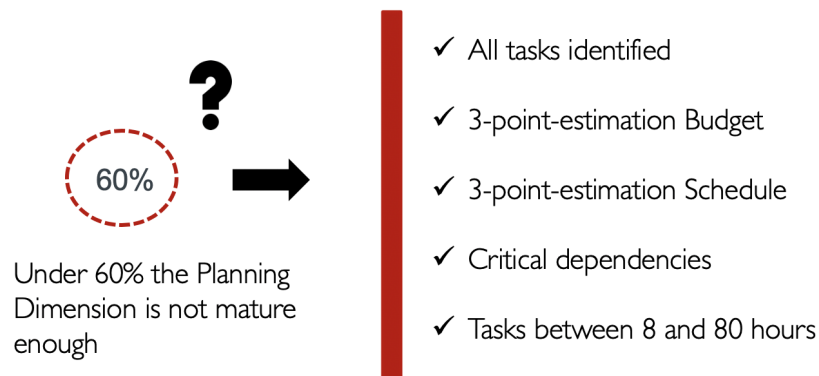 ?
60%
Under 60% the Planning
Dimension is not mature
enough
✓ All tasks identified
✓ 3-point-estimation Budget
✓ 3-point-estimation Schedule
✓ Critical dependencies
✓ Tasks between 8 and 80 hours